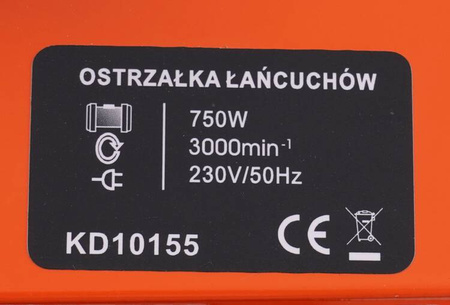 OSTRZAŁKA ŁAŃCUCHÓW
750W
3000min⁻¹
230V/50Hz
KD10155
CE